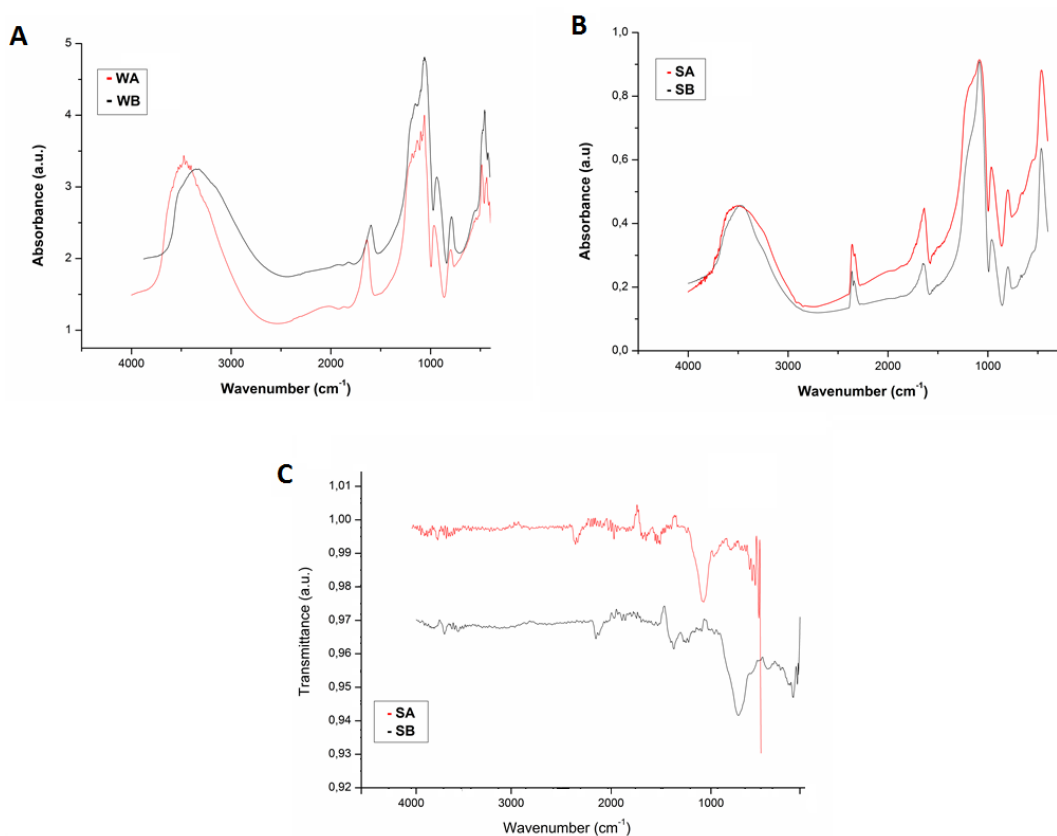 A
WA
WB
Absorbance (a.u.)
5
4
3
2
1
4000 3000 2000 1000
Wavenumber (cm-1)
B
SA
SB
Absorbance (a.u)
1,0
0,8
0,6
0,4
0,2
0,0
4000 3000 2000 1000
Wavenumber (cm-1)
C
Transmittance (a.u.)
1,01
1,00
0,99
0,98
0,97
0,96
0,95
0,94
0,93
0,92
SA
SB
4000 3000 2000 1000
Wavenumber (cm-1)